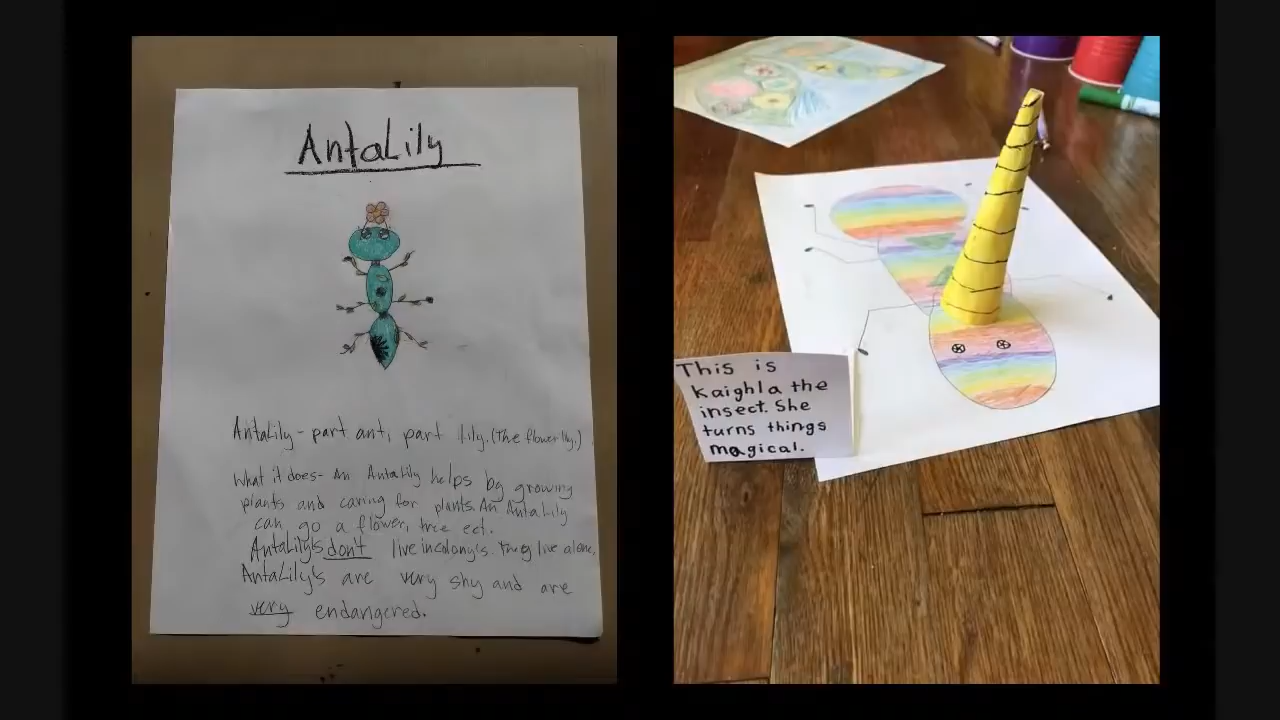 AntaLily
AntaLily - part ant, part lily. (The flower lily.)
What it does - An AntaLily helps by growing
plants and caring for plants. An AntaLily
can go a flower, tree ect.
AntaLily's don't live in colony's. They live alone.
AntaLily's are very shy and are
very endangered.
This is
Kaighla the
insect. She
turns things
magical.